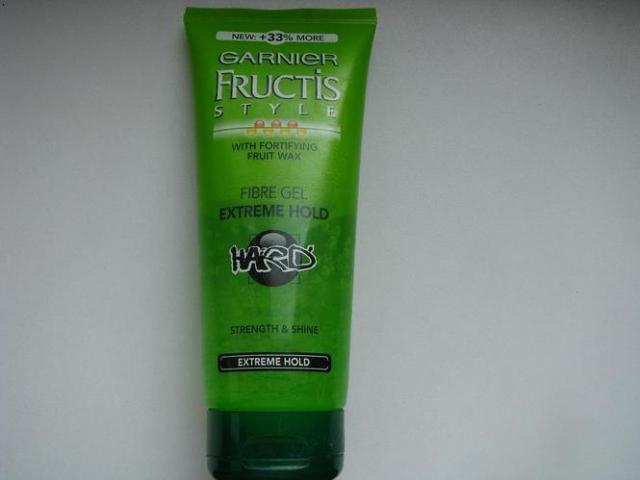 NEW: +33% MORE
GARNIER
FRUCTIS
STYLE
WITH FORTIFYING
FRUIT WAX
FIBRE GEL
EXTREME HOLD
HARD
STRENGTH & SHINE
EXTREME HOLD